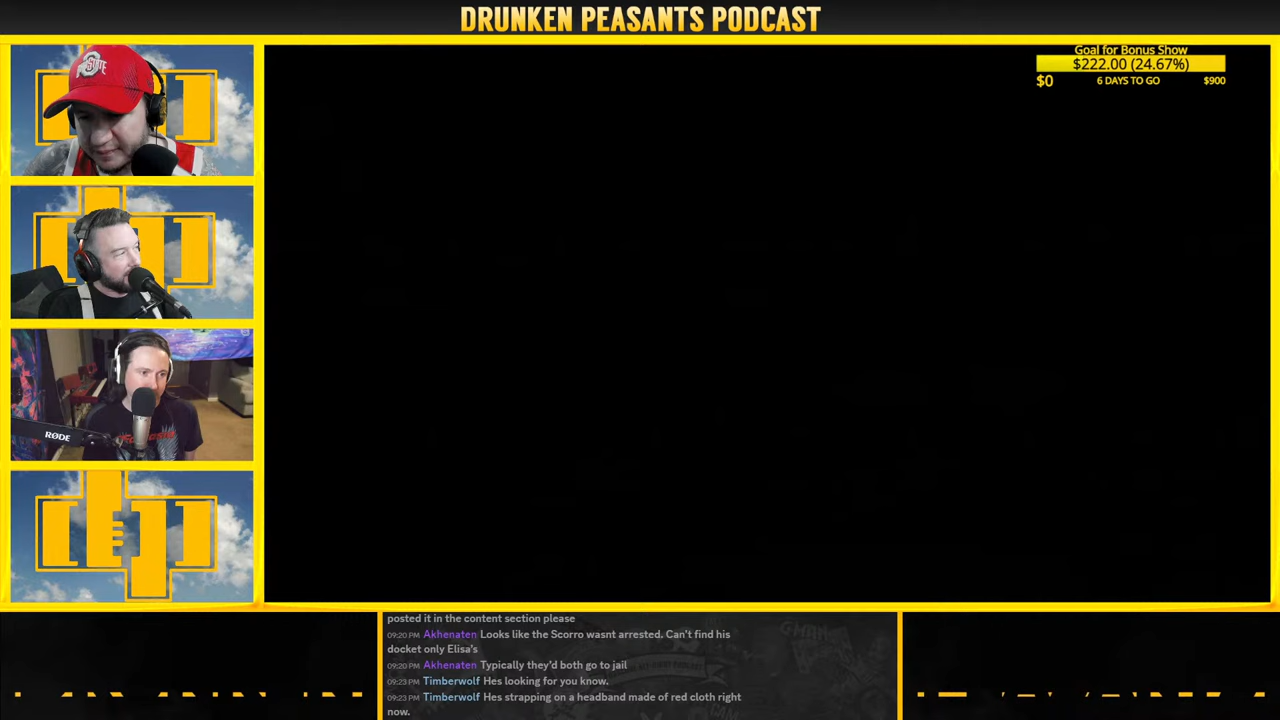 DRUNKEN PEASANTS PODCAST
Goal for Bonus Show
$222.00 (24.67%)
$0 6 DAYS TO GO $900
STATE
RØDE
posted it in the content section please
09:20 PM Akhenaten Looks like the Scorro wasnt arrested. Can't find his
docket only Elisa's
09:20 PM Akhenaten Typically they'd both go to jail
09:23 PM Timberwolf Hes looking for you know.
09:23 PM Timberwolf Hes strapping on a headband made of red cloth right
now.